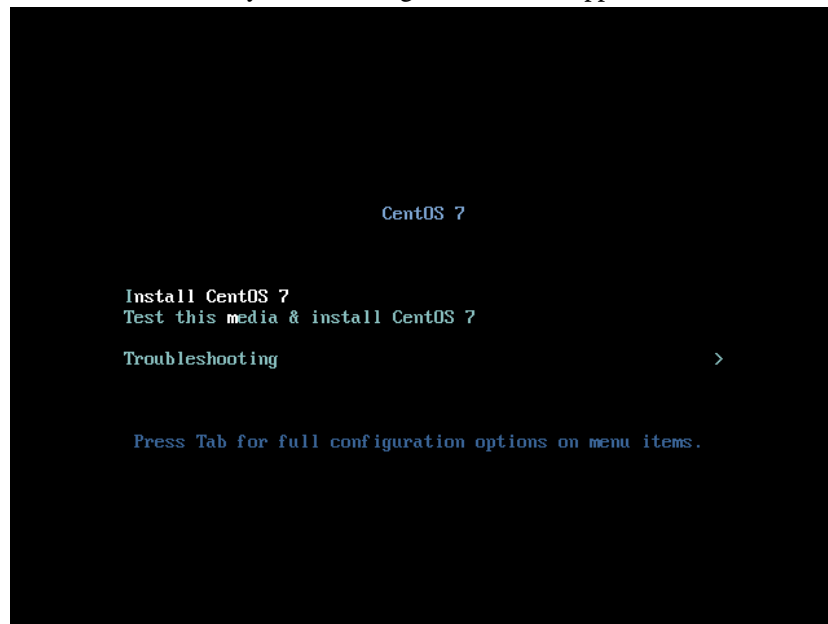 CentOS 7
Install CentOS 7
Test this media & install CentOS 7
Troubleshooting >
Press Tab for full configuration options on menu items.